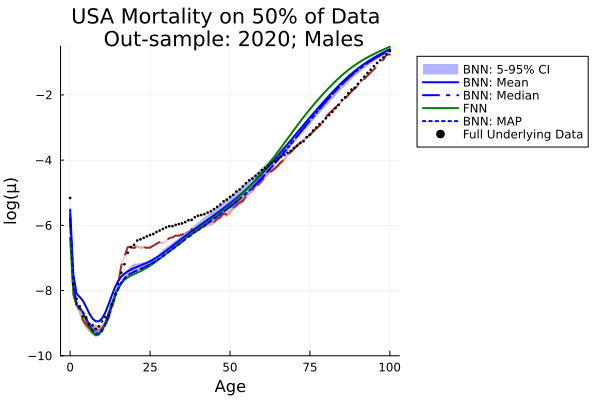 USA Mortality on 50% of Data
Out-sample: 2020; Males
BNN: 5-95% CI
BNN: Mean
BNN: Median
FNN
BNN: MAP
Full Underlying Data
log(μ)
−2
−4
−6
−8
−10
0
25
50
75
100
Age